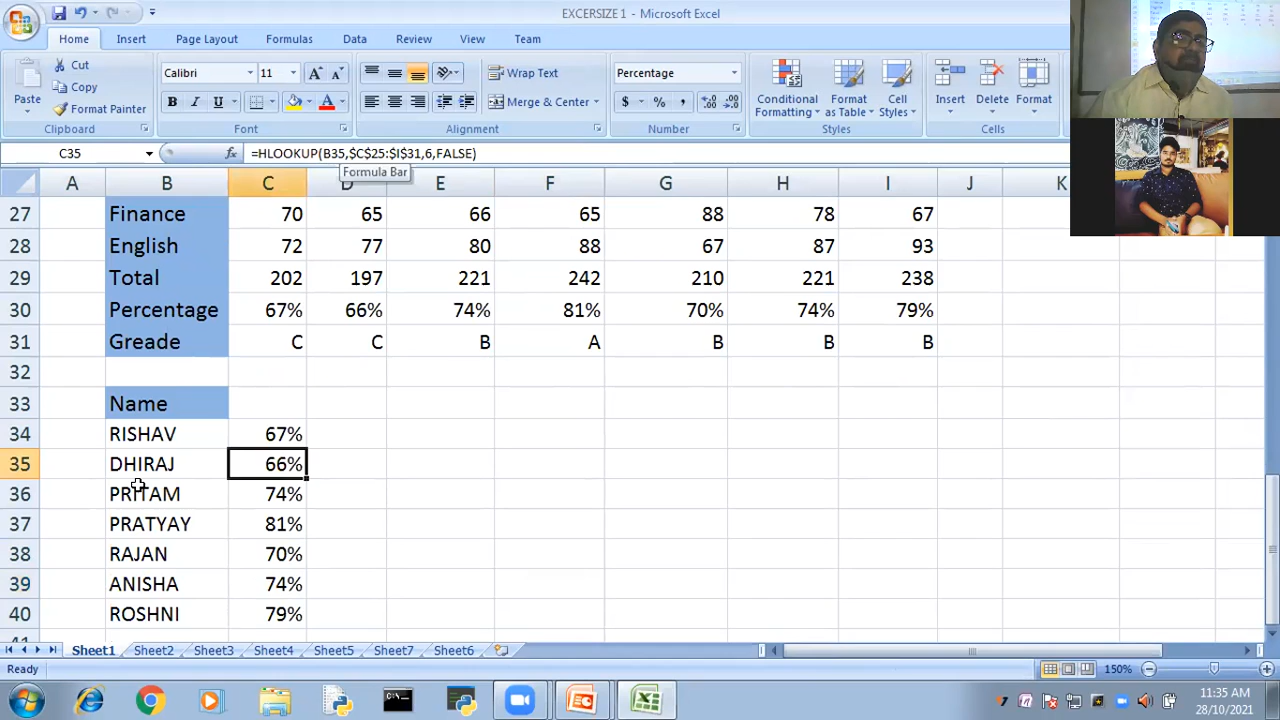 EXCERSIZE 1 - Microsoft Excel
Home Insert Page Layout Formulas Data Review View Team
Paste Cut Copy Format Painter Clipboard
Calibri 11 A A B I U A Font
Wrap Text Merge & Center Alignment
Percentage $ % , .0 .00 .00 .0 Number
Conditional Formatting Format as Table Cell Styles Styles
Insert Delete Format Cells
C35 fx =HLOOKUP(B35,$C$25:$I$31,6,FALSE)
Formula Bar
A B C D E F G H I J K
27 Finance 70 65 66 65 88 78 67
28 English 72 77 80 88 67 87 93
29 Total 202 197 221 242 210 221 238
30 Percentage 67% 66% 74% 81% 70% 74% 79%
31 Greade C C B A B B B
32
33 Name
34 RISHAV 67%
35 DHIRAJ 66%
36 PRITAM 74%
37 PRATYAY 81%
38 RAJAN 70%
39 ANISHA 74%
40 ROSHNI 79%
Sheet1 Sheet2 Sheet3 Sheet4 Sheet5 Sheet7 Sheet6
Ready 150%
11:35 AM
28/10/2021